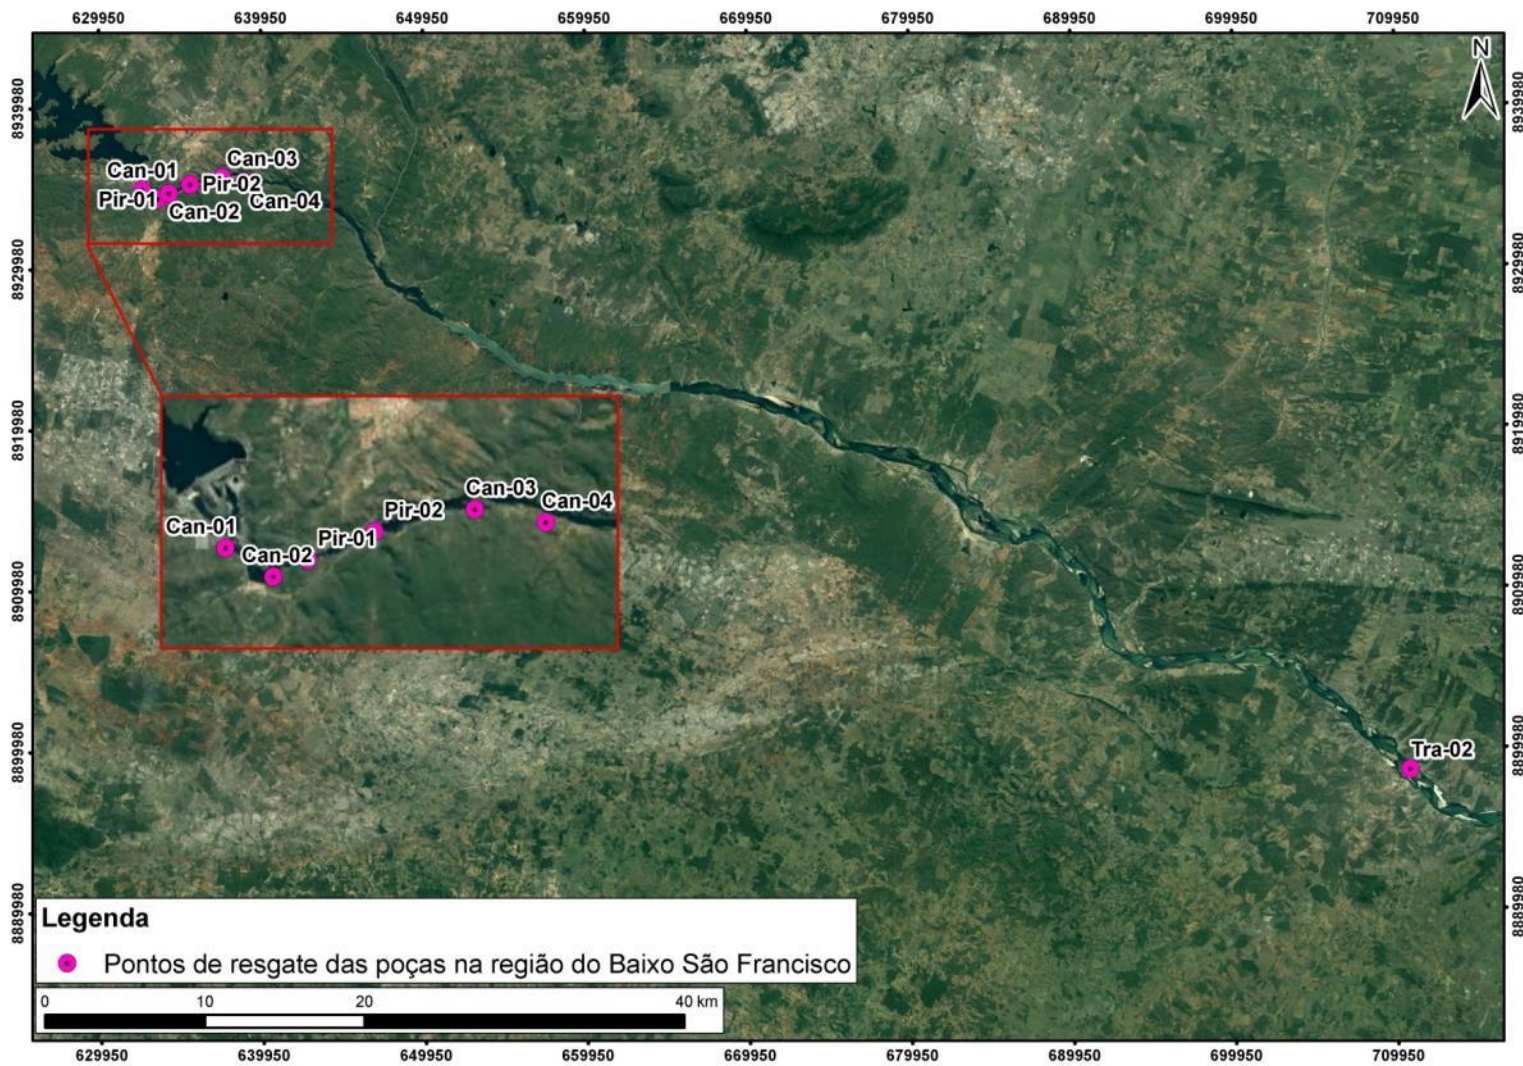 629950 639950 649950 659950 669950 679950 689950 699950 709950
N
8939980 8939980
Can-03
Can-01
Pir-02
Pir-01 Can-04
Can-02
8929980 8929980
8919980 8919980
Can-03
Can-04
Pir-02
Can-01
Pir-01
Can-02
8909980 8909980
Tra-02
8899980 8899980
8889980 8889980
Legenda
Pontos de resgate das poças na região do Baixo São Francisco
0 10 20 40 km
629950 639950 649950 659950 669950 679950 689950 699950 709950